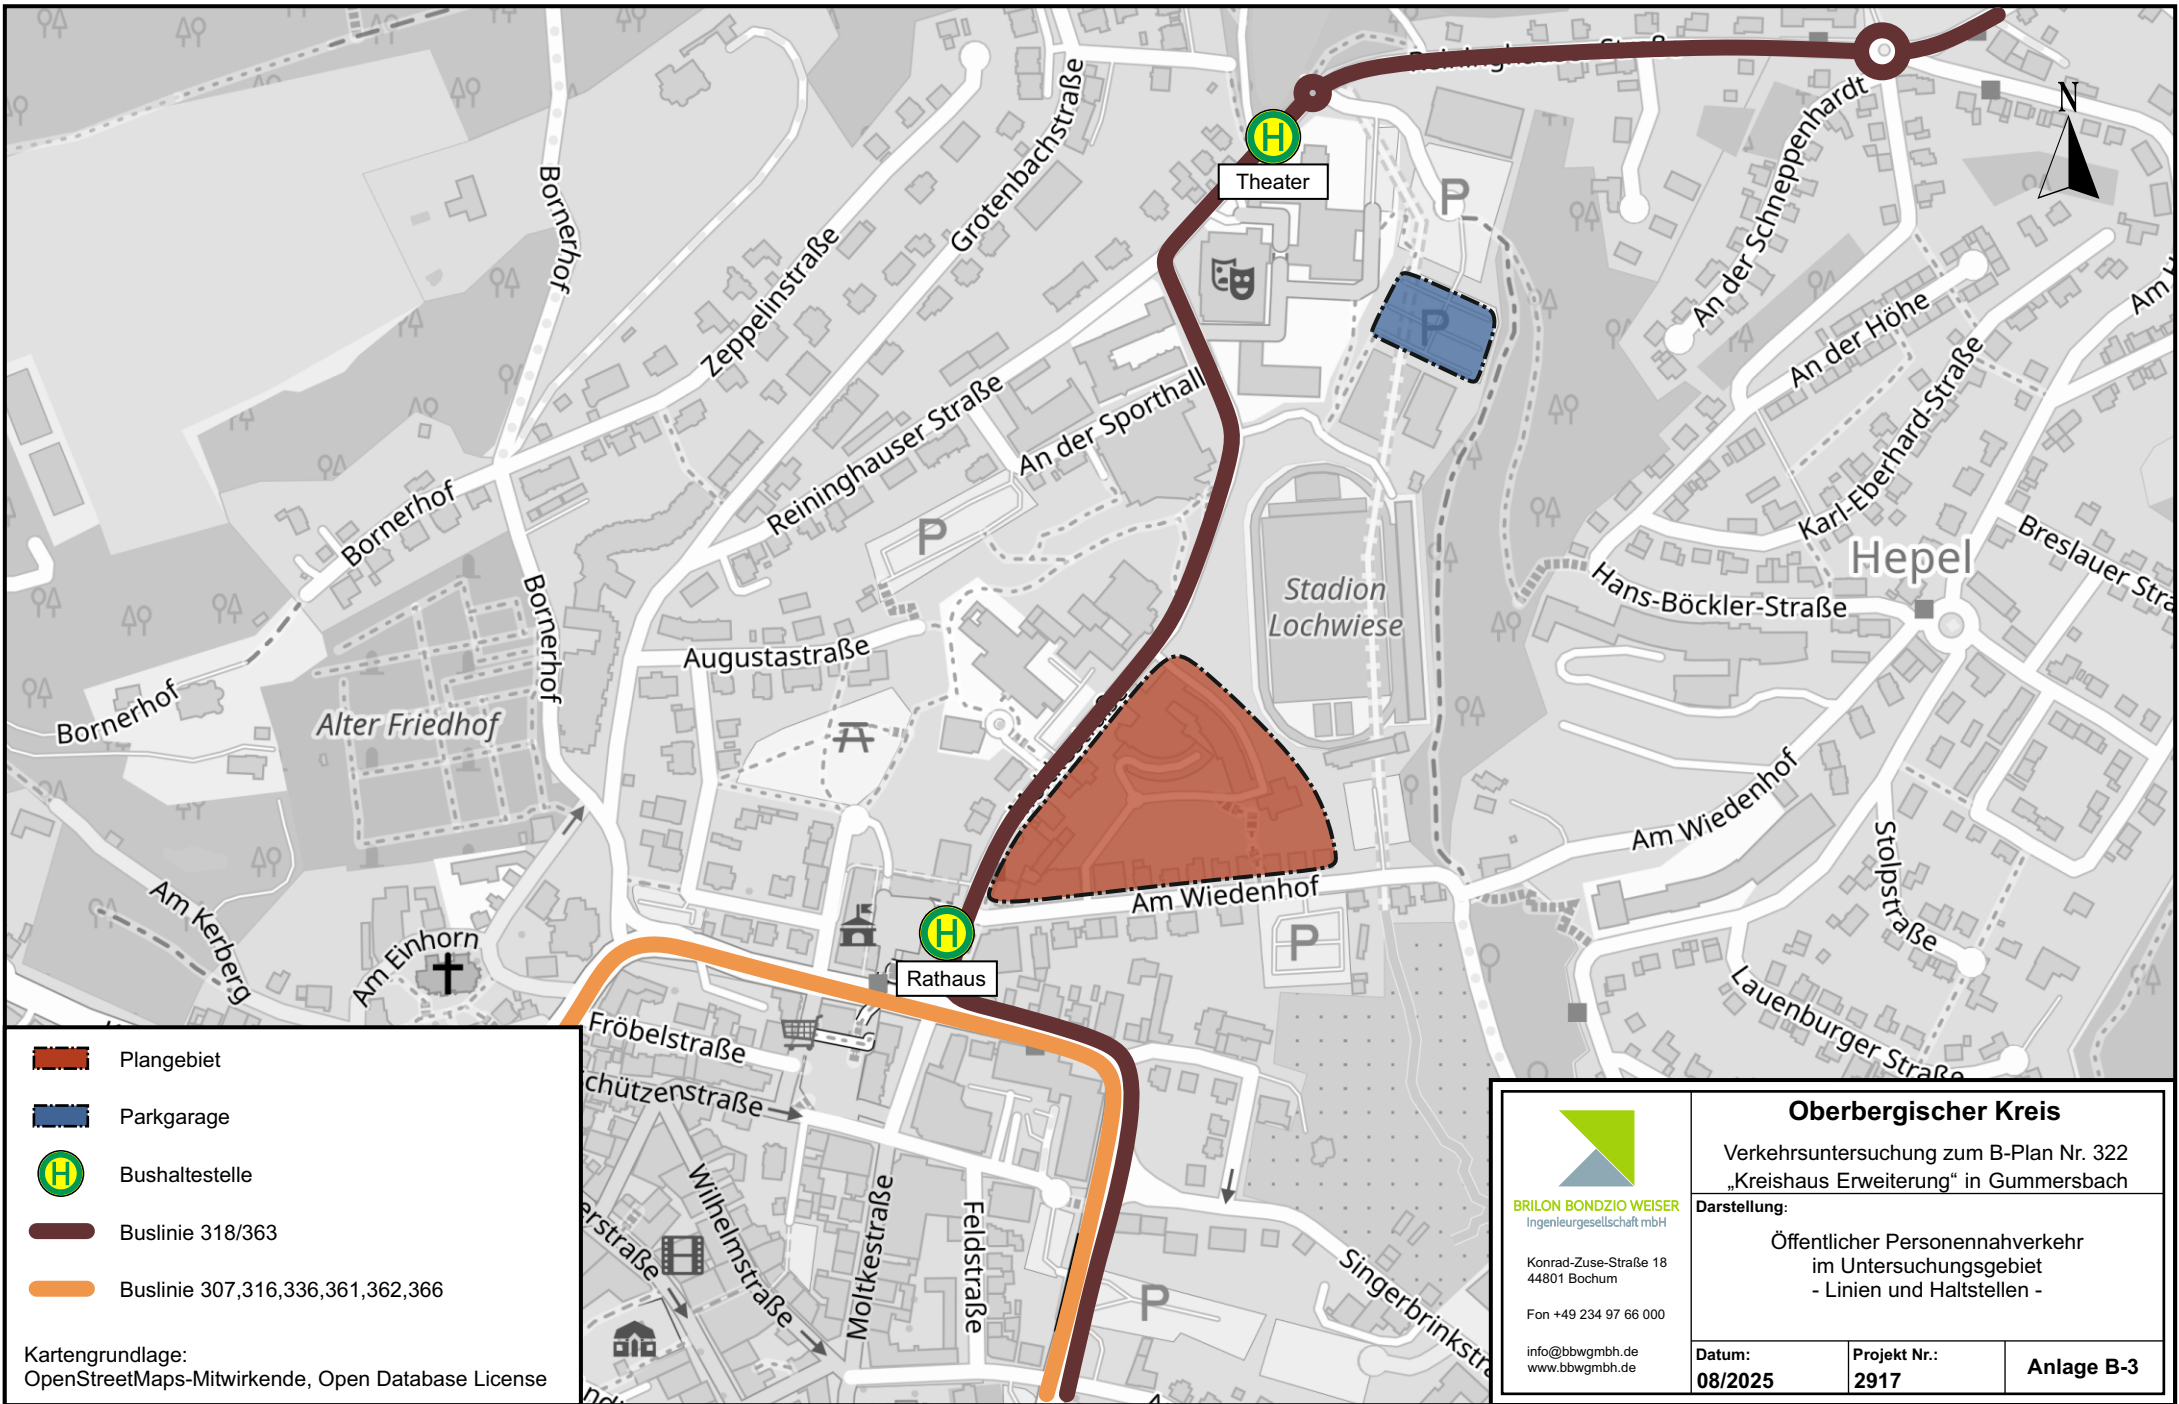 Reininghauser Straße
H
Theater
N
Bornerhof
Grotenbachstraße
Zeppelinstraße
An der Schneppenhardt
P
P
An der Höhe
Reininghauser Straße
An der Sporthall
Karl-Eberhard-Straße
Bornerhof
P
Breslauer Stra
Hepel
Hans-Böckler-Straße
Stadion
Lochwiese
Bornerhof
Augustastraße
Bornerhof
Alter Friedhof
Am Wiedenhof
Stolpstraße
Am Wiedenhof
Am Kerberg
Am Einhorn
H
Rathaus
P
Lauenburger Straße
Fröbelstraße
chützenstraße
Wilhelmstraße
Moltkestraße
Feldstraße
erstraße
P
Singerbrinkstra
Plangebiet
Parkgarage
H
Bushaltestelle
Buslinie 318/363
Buslinie 307,316,336,361,362,366
Kartengrundlage:
OpenStreetMaps-Mitwirkende, Open Database License
BRILON BONDZIO WEISER
Ingenieurgesellschaft mbH
Konrad-Zuse-Straße 18
44801 Bochum
Fon +49 234 97 66 000
info@bbwgmbh.de
www.bbwgmbh.de
Oberbergischer Kreis
Verkehrsuntersuchung zum B-Plan Nr. 322
„Kreishaus Erweiterung“ in Gummersbach
Darstellung:
Öffentlicher Personennahverkehr
im Untersuchungsgebiet
- Linien und Haltstellen -
Datum:
08/2025
Projekt Nr.:
2917
Anlage B-3